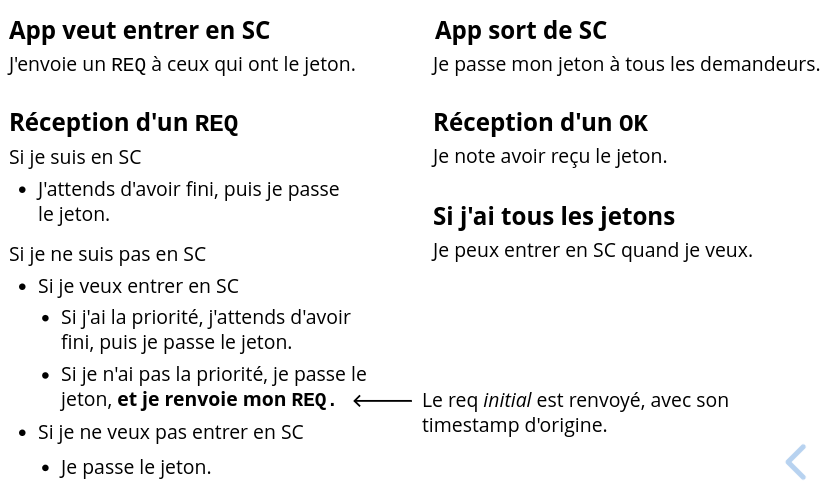 App veut entrer en SC
J'envoie un REQ à ceux qui ont le jeton.
Réception d'un REQ
Si je suis en SC
• J'attends d'avoir fini, puis je passe
le jeton.
Si je ne suis pas en SC
• Si je veux entrer en SC
• Si j'ai la priorité, j'attends d'avoir
fini, puis je passe le jeton.
• Si je n'ai pas la priorité, je passe le
jeton, et je renvoie mon REQ.
• Si je ne veux pas entrer en SC
• Je passe le jeton.
App sort de SC
Je passe mon jeton à tous les demandeurs.
Réception d'un OK
Je note avoir reçu le jeton.
Si j'ai tous les jetons
Je peux entrer en SC quand je veux.
Le req initial est renvoyé, avec son
timestamp d'origine.